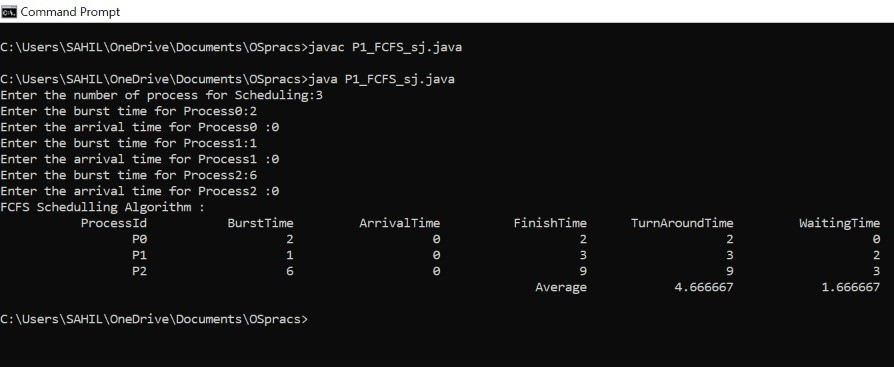 Command Prompt
C:\Users\SAHIL\OneDrive\Documents\OSpracs>javac P1_FCFS_sj.java
C:\Users\SAHIL\OneDrive\Documents\OSpracs>java P1_FCFS_sj.java
Enter the number of process for Scheduling:3
Enter the burst time for Process0:2
Enter the arrival time for Process0 :0
Enter the burst time for Process1:1
Enter the arrival time for Process1 :0
Enter the burst time for Process2:6
Enter the arrival time for Process2 :0
FCFS Schedulling Algorithm :
ProcessId BurstTime ArrivalTime FinishTime TurnAroundTime WaitingTime
P0 2 0 2 2 0
P1 1 0 3 3 2
P2 6 0 9 9 3
Average 4.666667 1.666667
C:\Users\SAHIL\OneDrive\Documents\OSpracs>